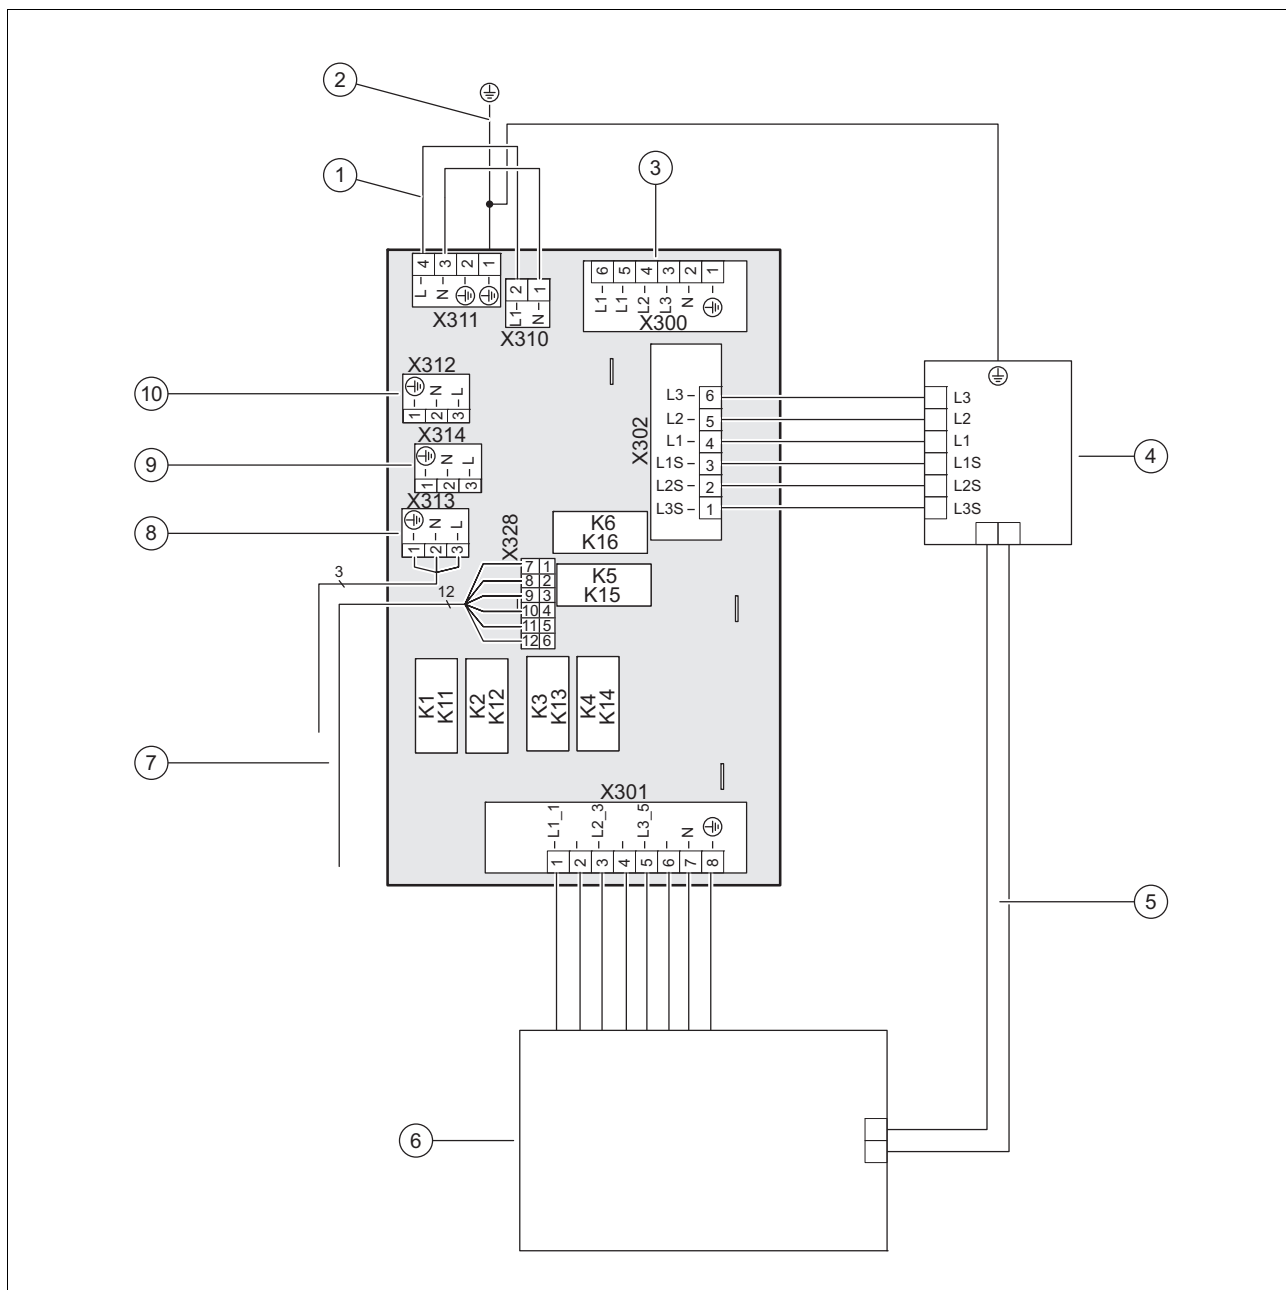 2
1
3
4 3 2 1
L N
X311
2 1
L1 N
X310
6 5 4 3 2 1
L1 L1 L2 L3 N
X300
X312
N L
1 2 3
10
X314
N L
1 2 3
9
X313
N L
1 2 3
8
X302
L3 6
L2 5
L1 4
L1S 3
L2S 2
L3S 1
L3
L2
L1
L1S
L2S
L3S
4
K6
K16
K5
K15
X328
7 1
8 2
9 3
10 4
11 5
12 6
3
12
K1
K11
K2
K12
K3
K13
K4
K14
7
X301
L1_1 L2_3 L3_5 N
1 2 3 4 5 6 7 8
5
6